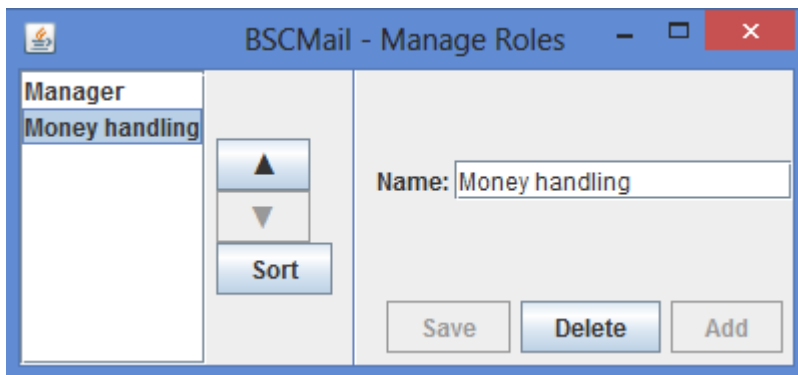 BSCMail - Manage Roles
Manager
Money handling
▲
▼
Sort
Name: Money handling
Save Delete Add